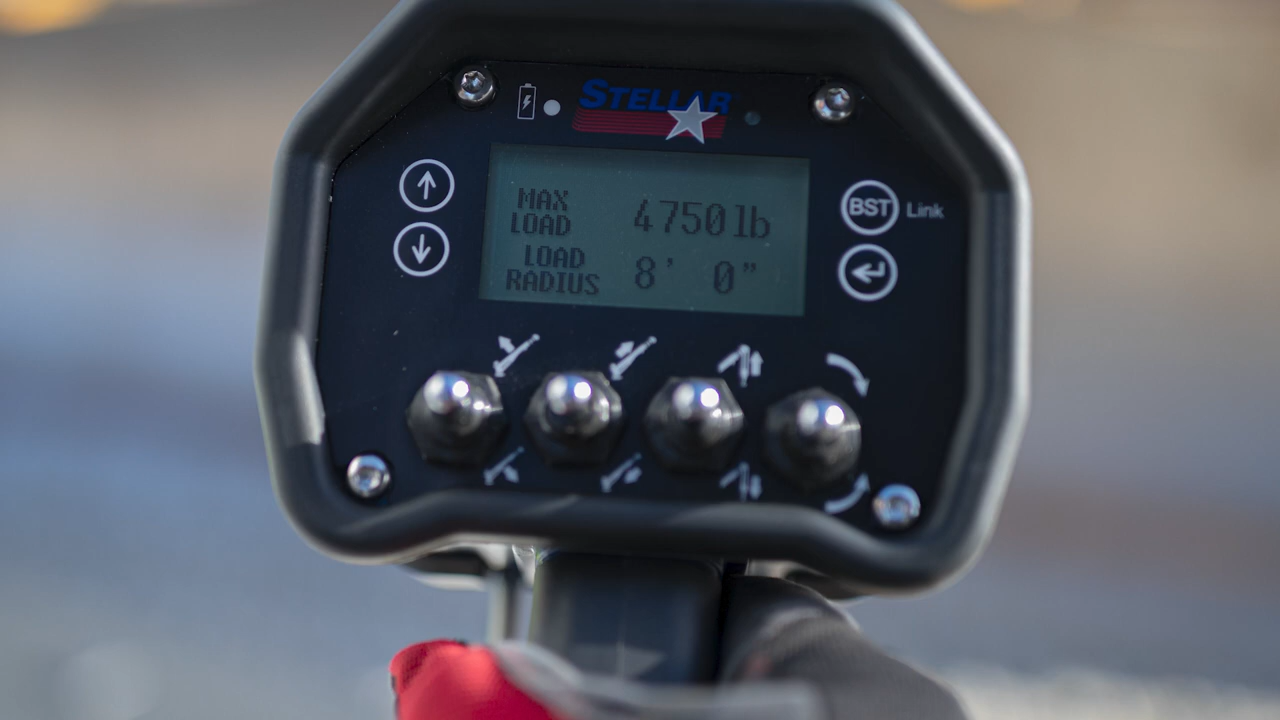 STELLAR
MAX
LOAD 4750 lb
LOAD
RADIUS 8' 0"
BST Link